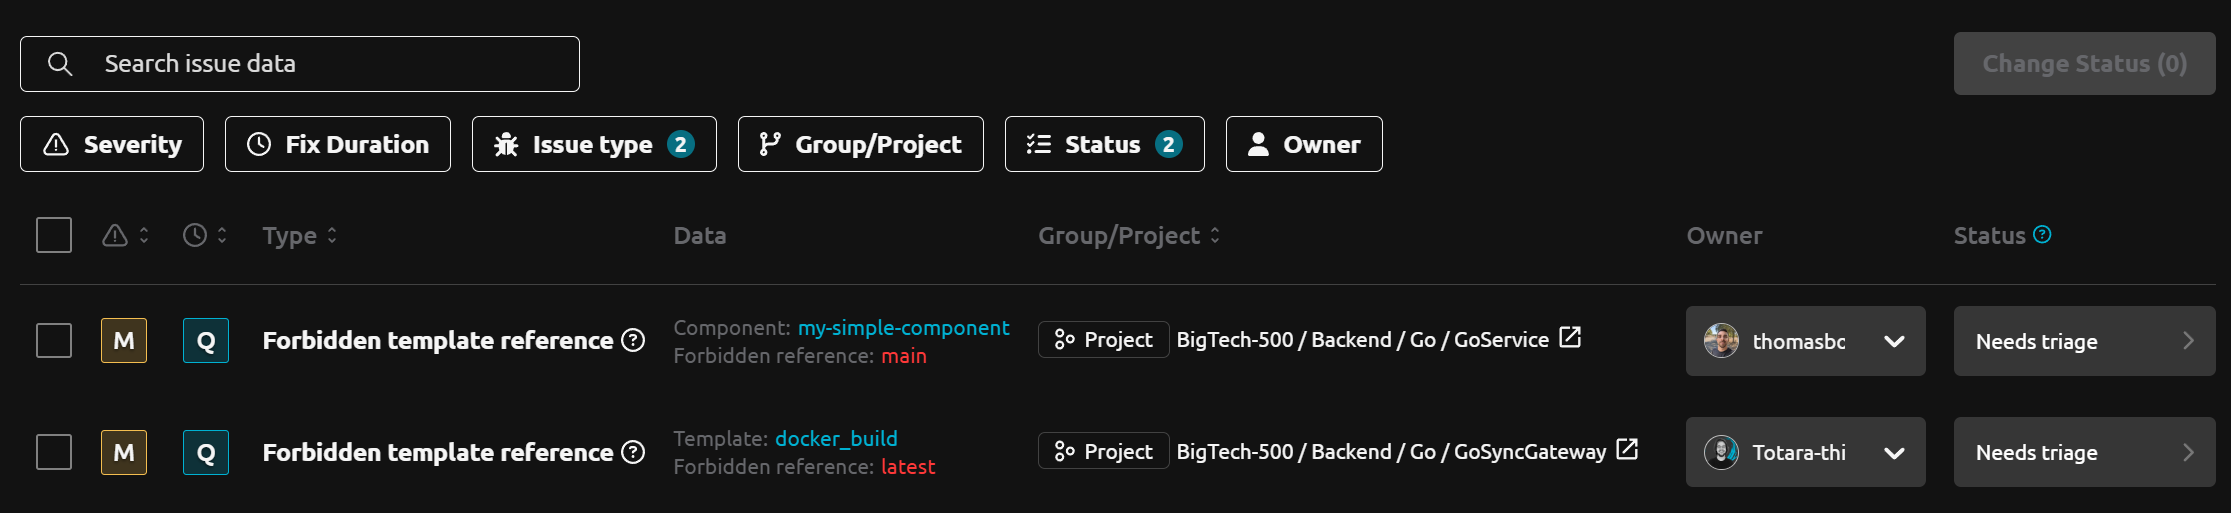 Search issue data
Change Status (0)
Severity
Fix Duration
Issue type 2
Group/Project
Status 2
Owner
Type
Data
Group/Project
Owner
Status
M
Q
Forbidden template reference
Component: my-simple-component
Forbidden reference: main
Project
BigTech-500 / Backend / Go / GoService
thomasbo
Needs triage
M
Q
Forbidden template reference
Template: docker_build
Forbidden reference: latest
Project
BigTech-500 / Backend / Go / GoSyncGateway
Totara-thi
Needs triage